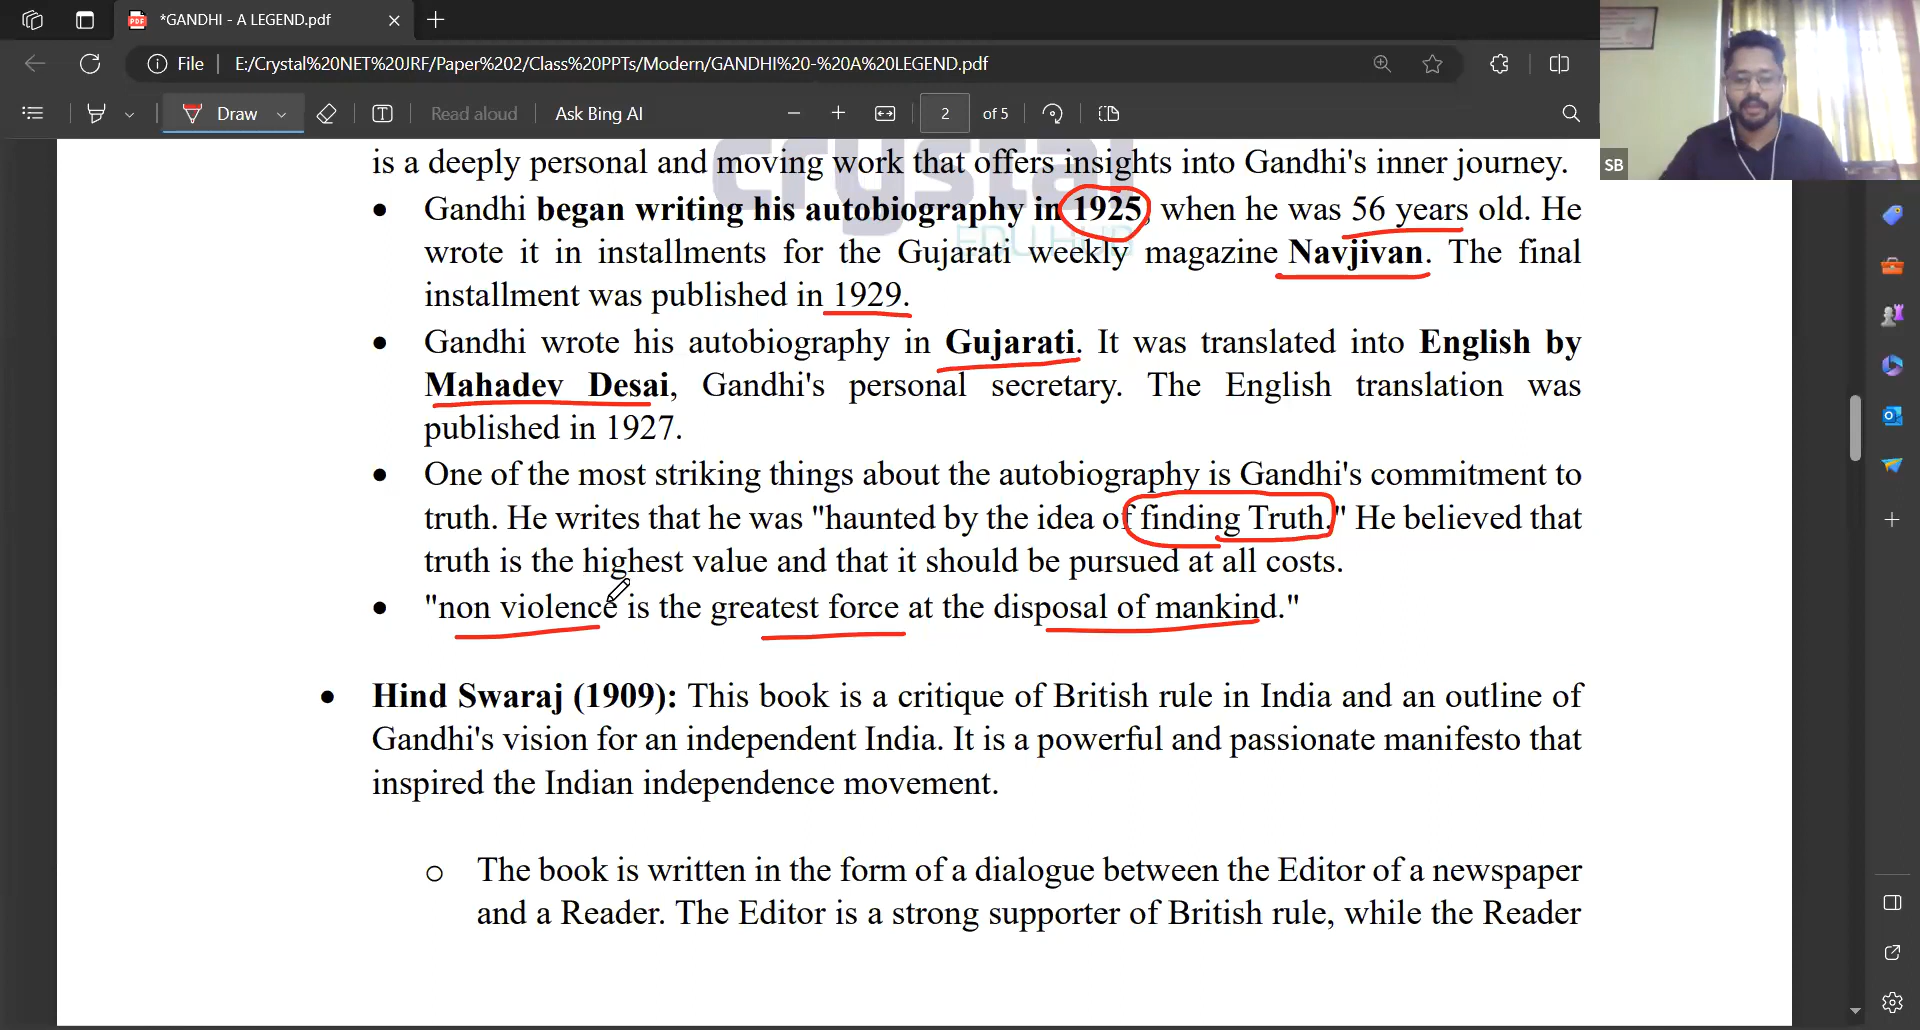 *GANDHI - A LEGEND.pdf
File
E:/Crystal%20NET%20JRF/Paper%202/Class%20PPTs/Modern/GANDHI%20-%20A%20LEGEND.pdf
Draw
Read aloud
Ask Bing AI
2
of 5
SB
crystal
EDU HUB
is a deeply personal and moving work that offers insights into Gandhi's inner journey.
• Gandhi began writing his autobiography in 1925, when he was 56 years old. He
wrote it in installments for the Gujarati weekly magazine Navjivan. The final
installment was published in 1929.
• Gandhi wrote his autobiography in Gujarati. It was translated into English by
Mahadev Desai, Gandhi's personal secretary. The English translation was
published in 1927.
• One of the most striking things about the autobiography is Gandhi's commitment to
truth. He writes that he was "haunted by the idea of finding Truth." He believed that
truth is the highest value and that it should be pursued at all costs.
• "non violence is the greatest force at the disposal of mankind."
• Hind Swaraj (1909): This book is a critique of British rule in India and an outline of
Gandhi's vision for an independent India. It is a powerful and passionate manifesto that
inspired the Indian independence movement.
o The book is written in the form of a dialogue between the Editor of a newspaper
and a Reader. The Editor is a strong supporter of British rule, while the Reader